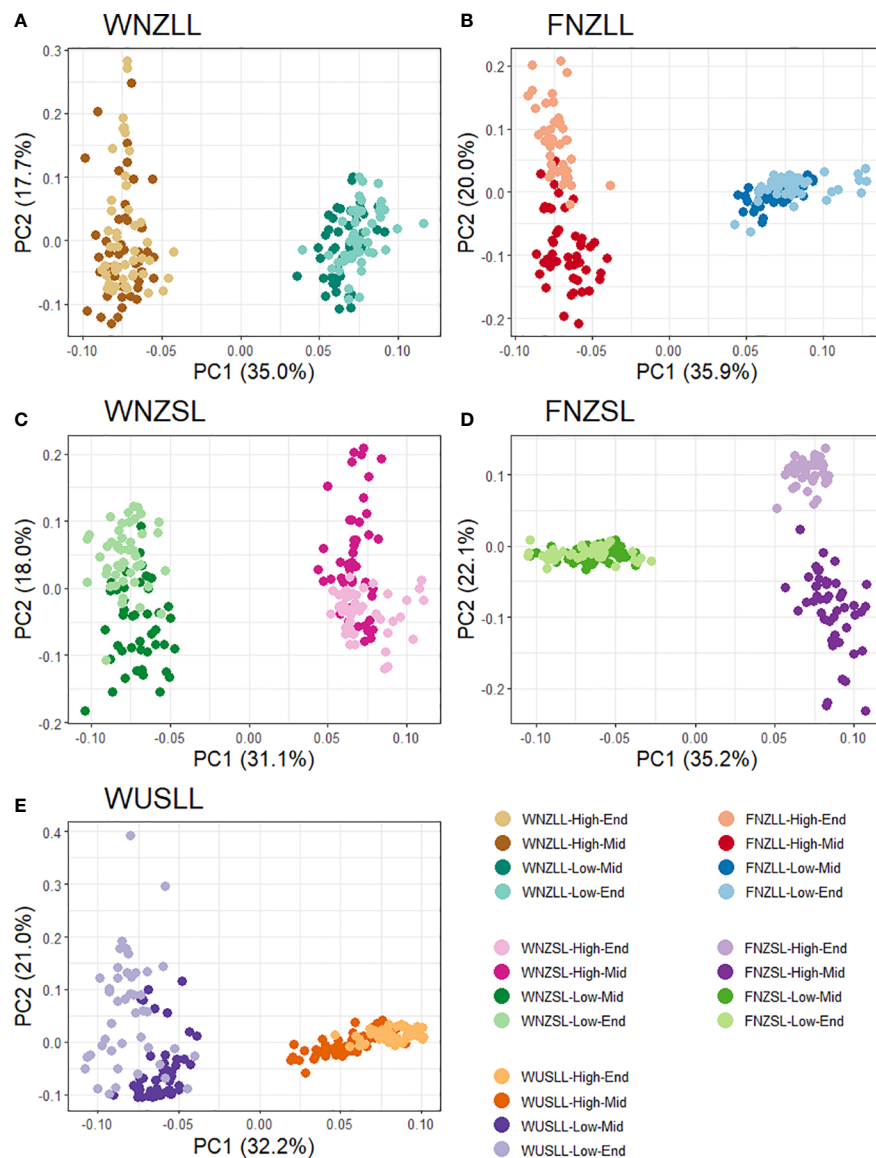 A
WNZLL
B
FNZLL
0.3
0.2
0.1
0.0
-0.1
PC2 (17.7%)
-0.10
-0.05
0.00
0.05
0.10
PC1 (35.0%)
0.2
0.1
0.0
-0.1
-0.2
PC2 (20.0%)
-0.10
-0.05
0.00
0.05
0.10
PC1 (35.9%)
C
WNZSL
D
FNZSL
0.2
0.1
0.0
-0.1
-0.2
PC2 (18.0%)
-0.10
-0.05
0.00
0.05
0.10
PC1 (31.1%)
0.1
0.0
-0.1
-0.2
PC2 (22.1%)
-0.10
-0.05
0.00
0.05
0.10
PC1 (35.2%)
E
WUSLL
0.4
0.3
0.2
0.1
0.0
-0.1
PC2 (21.0%)
-0.10
-0.05
0.00
0.05
0.10
PC1 (32.2%)
WNZLL-High-End
WNZLL-High-Mid
WNZLL-Low-Mid
WNZLL-Low-End
FNZLL-High-End
FNZLL-High-Mid
FNZLL-Low-Mid
FNZLL-Low-End
WNZSL-High-End
WNZSL-High-Mid
WNZSL-Low-Mid
WNZSL-Low-End
FNZSL-High-End
FNZSL-High-Mid
FNZSL-Low-Mid
FNZSL-Low-End
WUSLL-High-End
WUSLL-High-Mid
WUSLL-Low-Mid
WUSLL-Low-End